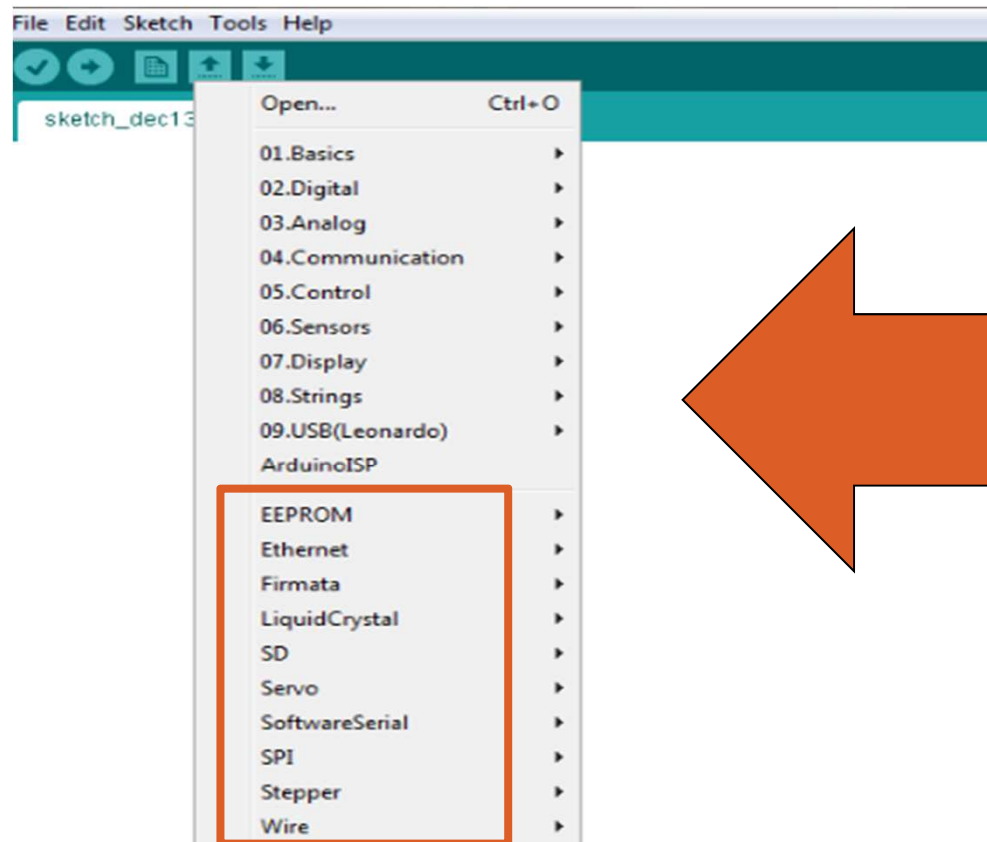 File Edit Sketch Tools Help
sketch_dec13
Open... Ctrl+O
01.Basics
02.Digital
03.Analog
04.Communication
05.Control
06.Sensors
07.Display
08.Strings
09.USB(Leonardo)
ArduinoISP
EEPROM
Ethernet
Firmata
LiquidCrystal
SD
Servo
SoftwareSerial
SPI
Stepper
Wire